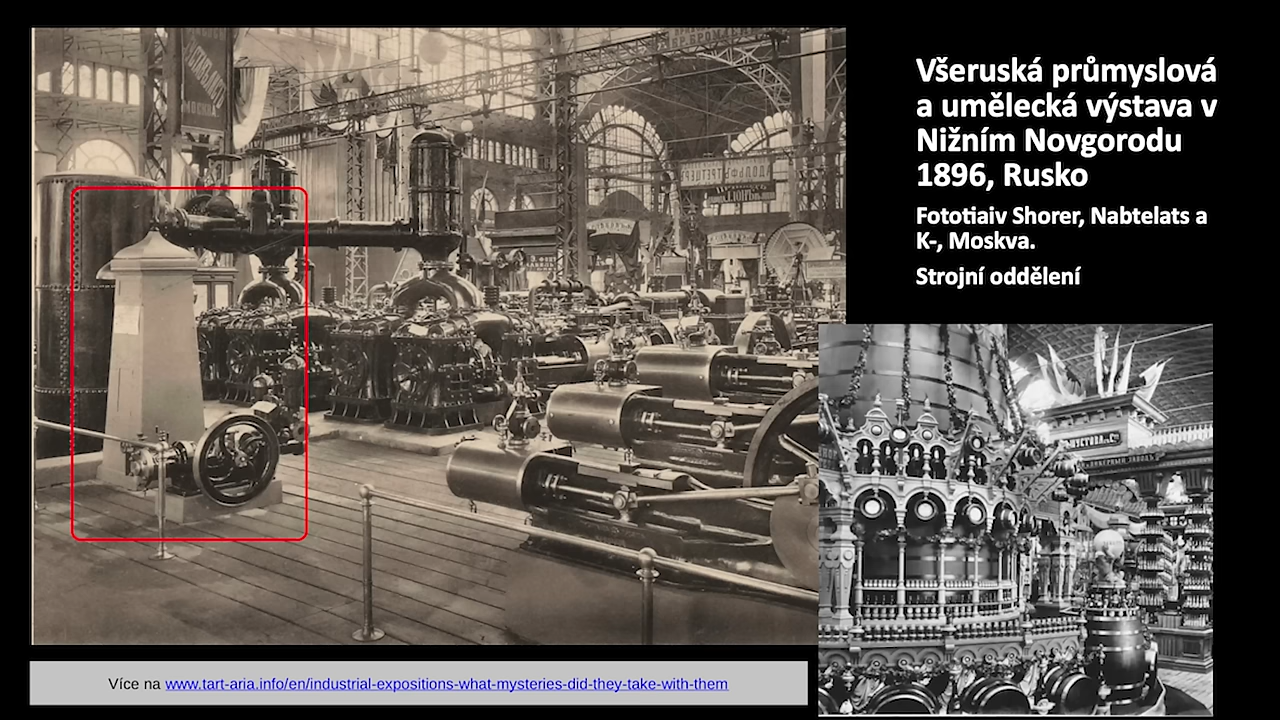 Všeruská průmyslová
a umělecká výstava v
Nižním Novgorodu
1896, Rusko
Fototiaiv Shorer, Nabtelats a
K-, Moskva.
Strojní oddělení
МОСКВА
Více na www.tart-aria.info/en/industrial-expositions-what-mysteries-did-they-take-with-them